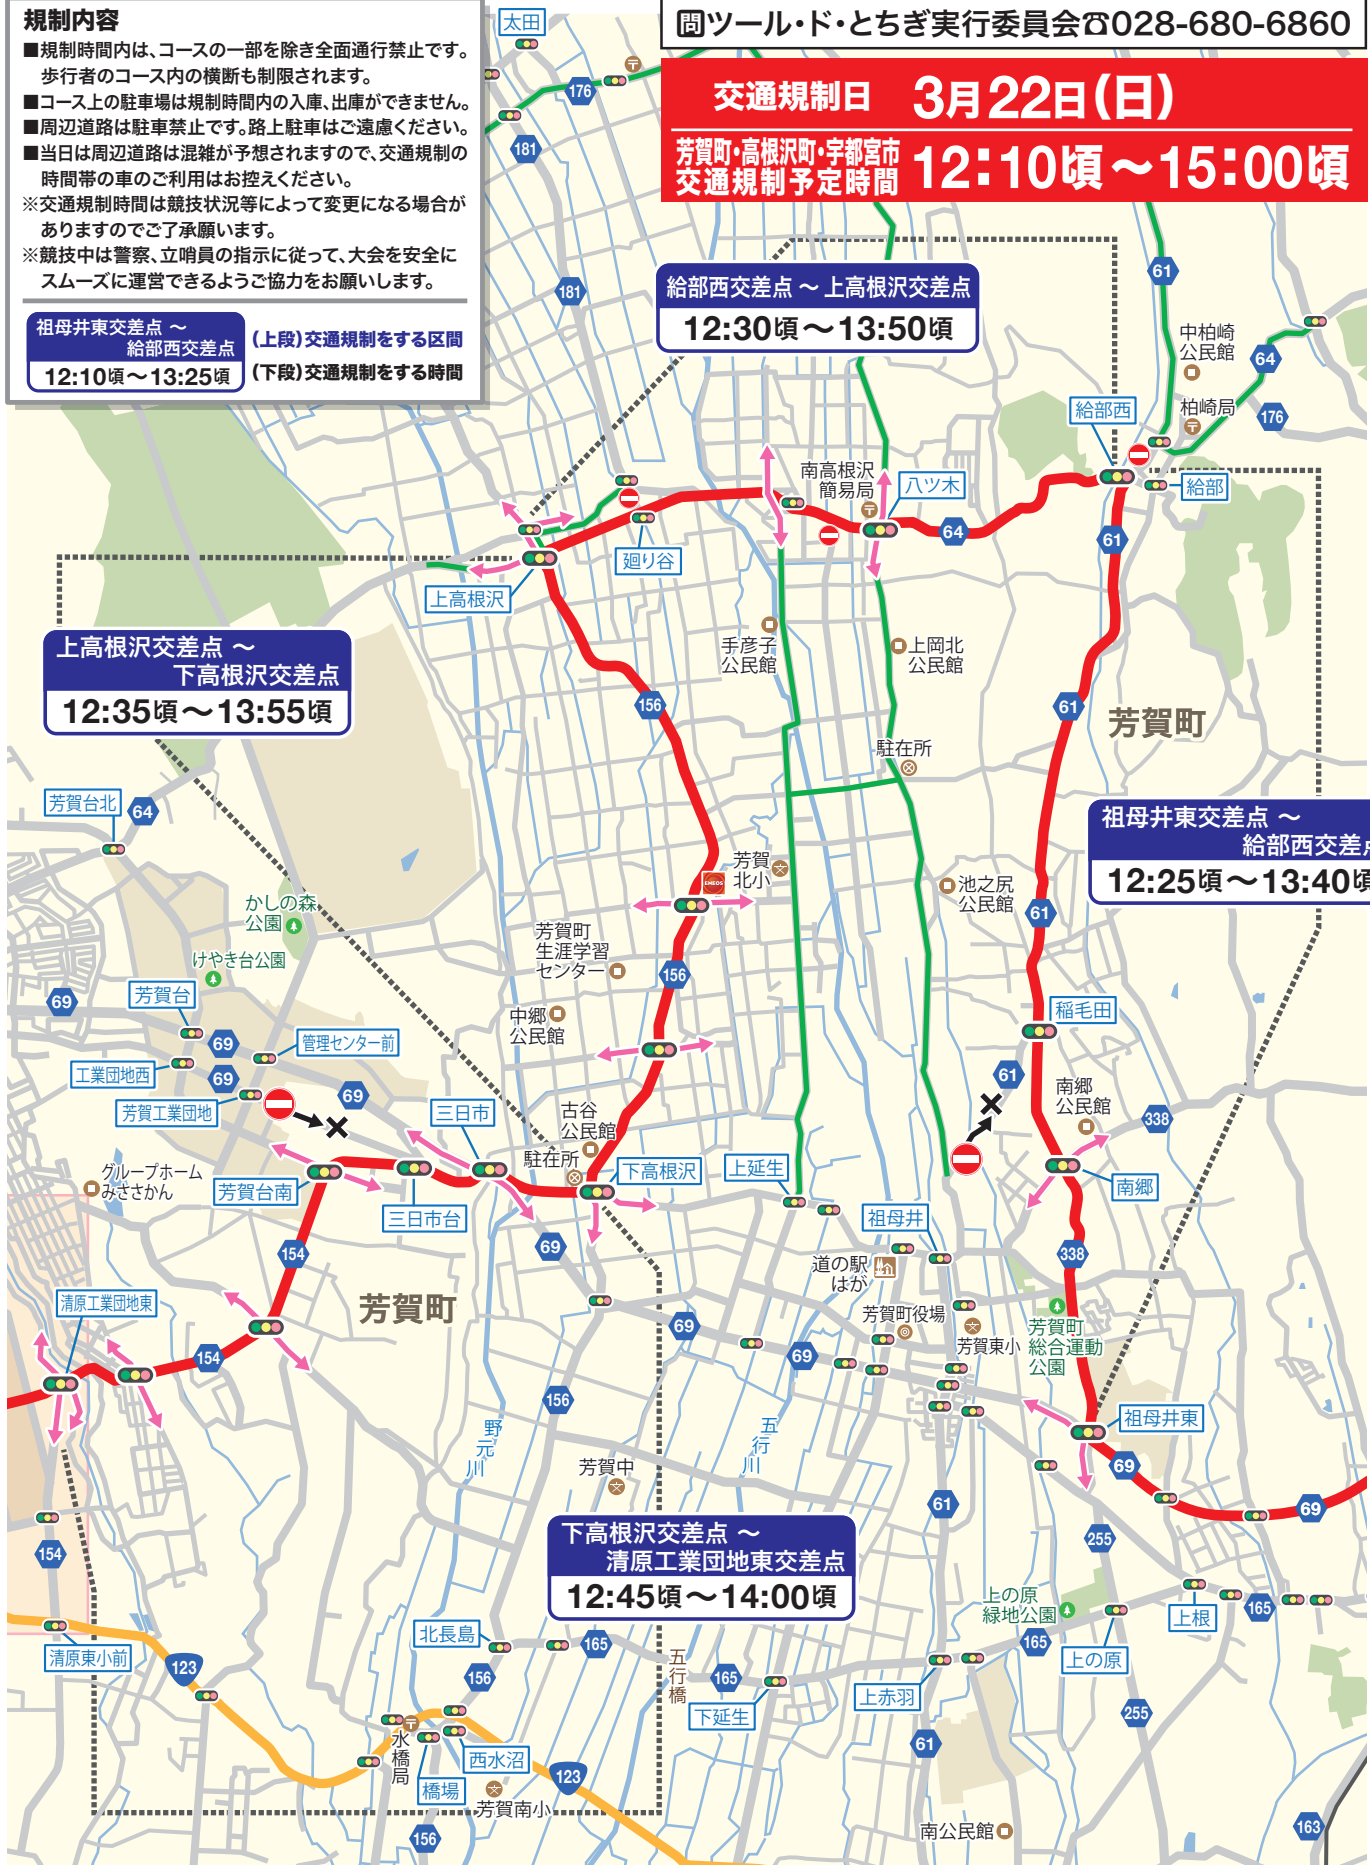 規制内容
■規制時間内は、コースの一部を除き全面通行禁止です。
歩行者のコース内の横断も制限されます。
■コース上の駐車場は規制時間内の入庫、出庫ができません。
■周辺道路は駐車禁止です。路上駐車はご遠慮ください。
■当日は周辺道路は混雑が予想されますので、交通規制の
時間帯の車のご利用はお控えください。
※交通規制時間は競技状況等によって変更になる場合が
ありますのでご了承願います。
※競技中は警察、立哨員の指示に従って、大会を安全に
スムーズに運営できるようご協力をお願いします。
祖母井東交差点 ～
給部西交差点
12:10頃～13:25頃
(上段)交通規制をする区間
(下段)交通規制をする時間
問ツール・ド・とちぎ実行委員会☎028-680-6860
交通規制日 3月22日(日)
芳賀町・高根沢町・宇都宮市
交通規制予定時間
12:10頃～15:00頃
太田
176
181
181
給部西交差点 ～ 上高根沢交差点
12:30頃～13:50頃
61
中柏崎
公民館
64
柏崎局
176
給部西
給部
南高根沢
簡易局
八ツ木
64
61
廻り谷
上高根沢
手彦子
公民館
上岡北
公民館
上高根沢交差点 ～
下高根沢交差点
12:35頃～13:55頃
156
61
芳賀町
駐在所
芳賀台北
64
祖母井東交差点 ～
給部西交差点
12:25頃～13:40頃
芳賀
北小
ENEOS
池之尻
公民館
61
かしの森
公園
けやき台公園
芳賀町
生涯学習
センター
156
芳賀台
69
69
中郷
公民館
稲毛田
管理センター前
工業団地西
69
69
芳賀工業団地
61
南郷
公民館
338
三日市
古谷
公民館
駐在所
下高根沢
上延生
南郷
グループホーム
みささかん
芳賀台南
三日市台
祖母井
69
154
338
道の駅
はが
清原工業団地東
芳賀町
芳賀町役場
芳賀東小
芳賀町
総合運動
公園
69
69
154
156
野元川
五行川
祖母井東
69
芳賀中
61
69
154
255
下高根沢交差点 ～
清原工業団地東交差点
12:45頃～14:00頃
上の原
緑地公園
上根
165
清原東小前
北長島
165
165
上の原
123
156
五行橋
165
下延生
上赤羽
255
水橋局
西水沼
61
橋場
123
芳賀南小
156
南公民館
163